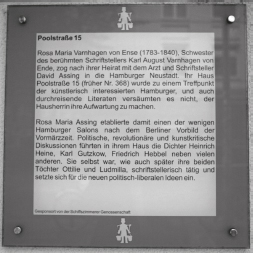 Poolstraße 15
Rosa Maria Varnhagen von Ense (1783-1840), Schwester
des berühmten Schriftstellers Karl August Varnhagen von
Ense, zog nach ihrer Heirat mit dem Arzt und Schriftsteller
David Assing in die Hamburger Neustadt. Ihr Haus
Poolstraße 15 (früher Nr. 368) wurde zu einem Treffpunkt
der künstlerisch interessierten Hamburger, und auch
durchreisende Literaten versäumten es nicht, der
Hausherrin ihre Aufwartung zu machen.
Rosa Maria Assing etablierte damit einen der wenigen
Hamburger Salons nach dem Berliner Vorbild der
Vormärzzeit. Politische, revolutionäre und kunstkritische
Diskussionen führten in ihrem Haus die Dichter Heinrich
Heine, Karl Gutzkow, Friedrich Hebbel neben vielen
anderen. Sie selbst war, wie auch später ihre beiden
Töchter Ottilie und Ludmilla, schriftstellerisch tätig und
setzte sich für die neuen politisch-liberalen Ideen ein.
Gesponsert von der Schiffszimmerer Genossenschaft